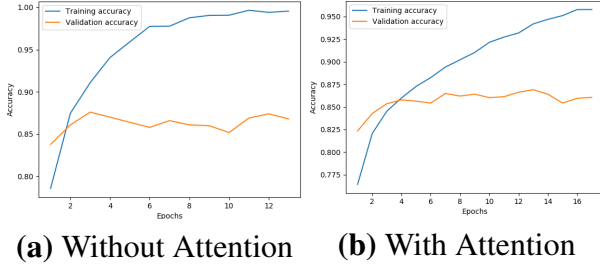 1.00
0.95
0.90
0.85
0.80
Accuracy
Training accuracy
Validation accuracy
2 4 6 8 10 12
Epochs
(a) Without Attention
0.950
0.925
0.900
0.875
0.850
0.825
0.800
0.775
Accuracy
Training accuracy
Validation accuracy
2 4 6 8 10 12 14 16
Epochs
(b) With Attention